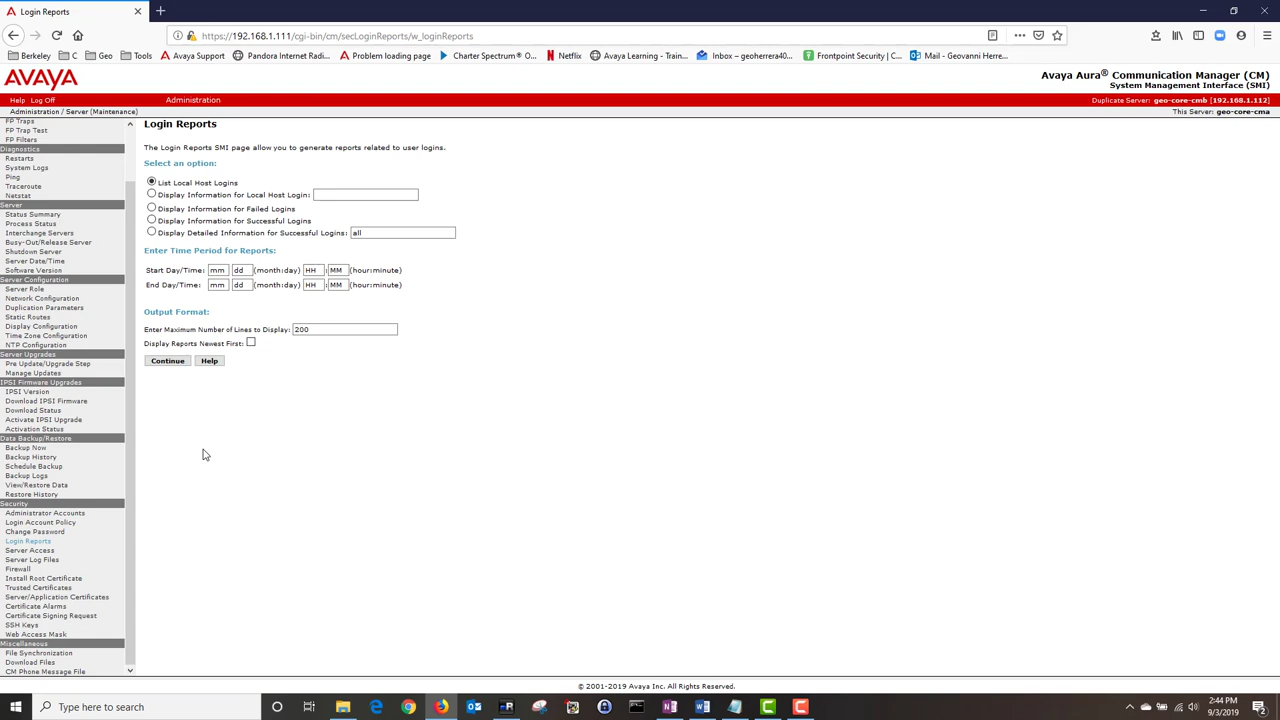 Login Reports
https://192.168.1.111/cgi-bin/cm/secLoginReports/w_loginReports
Berkeley
C
Geo
Tools
Avaya Support
Pandora Internet Radi...
Problem loading page
Charter Spectrum® O...
Netflix
Avaya Learning - Train...
Inbox – geoherrera40...
Frontpoint Security | C...
Mail - Geovanni Herre...
AVAYA
Avaya Aura® Communication Manager (CM)
System Management Interface (SMI)
Help Log Off
Administration
Duplicate Server: geo-core-cmb [192.168.1.112]
Administration / Server (Maintenance)
This Server: geo-core-cma
FP Traps
FP Trap Test
FP Filters
Diagnostics
Restarts
System Logs
Ping
Traceroute
Netstat
Server
Status Summary
Process Status
Interchange Servers
Busy-Out/Release Server
Shutdown Server
Server Date/Time
Software Version
Server Configuration
Server Role
Network Configuration
Duplication Parameters
Static Routes
Display Configuration
Time Zone Configuration
NTP Configuration
Server Upgrades
Pre Update/Upgrade Step
Manage Updates
IPSI Firmware Upgrades
IPSI Version
Download IPSI Firmware
Download Status
Activate IPSI Upgrade
Activation Status
Data Backup/Restore
Backup Now
Backup History
Schedule Backup
Backup Logs
View/Restore Data
Restore History
Security
Administrator Accounts
Login Account Policy
Change Password
Login Reports
Server Access
Server Log Files
Firewall
Install Root Certificate
Trusted Certificates
Server/Application Certificates
Certificate Alarms
Certificate Signing Request
SSH Keys
Web Access Mask
Miscellaneous
File Synchronization
Download Files
CM Phone Message File
Login Reports
The Login Reports SMI page allow you to generate reports related to user logins.
Select an option:
List Local Host Logins
Display Information for Local Host Login:
Display Information for Failed Logins
Display Information for Successful Logins
Display Detailed Information for Successful Logins: all
Enter Time Period for Reports:
Start Day/Time: mm dd (month:day) HH : MM (hour:minute)
End Day/Time: mm dd (month:day) HH : MM (hour:minute)
Output Format:
Enter Maximum Number of Lines to Display: 200
Display Reports Newest First:
Continue Help
© 2001-2019 Avaya Inc. All Rights Reserved.
Type here to search
2:44 PM
9/3/2019